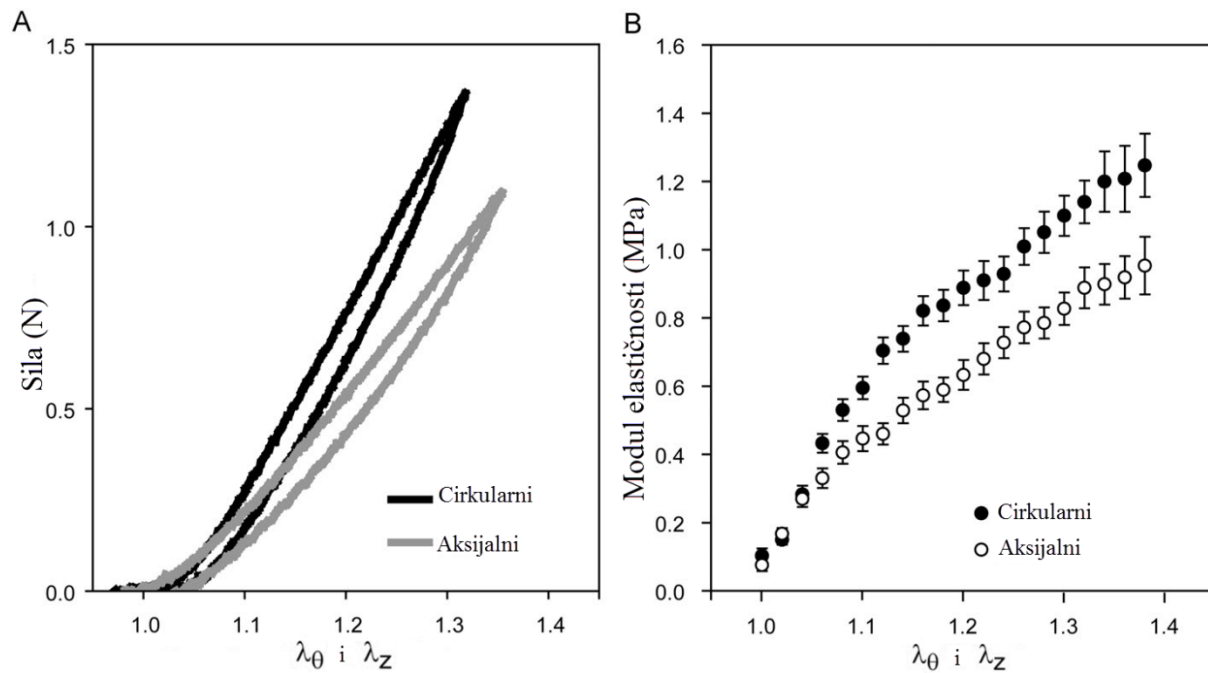 A
Sila (N)
1.5
1.0
0.5
0.0
1.0 1.1 1.2 1.3 1.4
λθ i λz
Cirkularni
Aksijalni
B
Modul elastičnosti (MPa)
1.6
1.4
1.2
1.0
0.8
0.6
0.4
0.2
0.0
1.0 1.1 1.2 1.3 1.4
λθ i λz
Cirkularni
Aksijalni